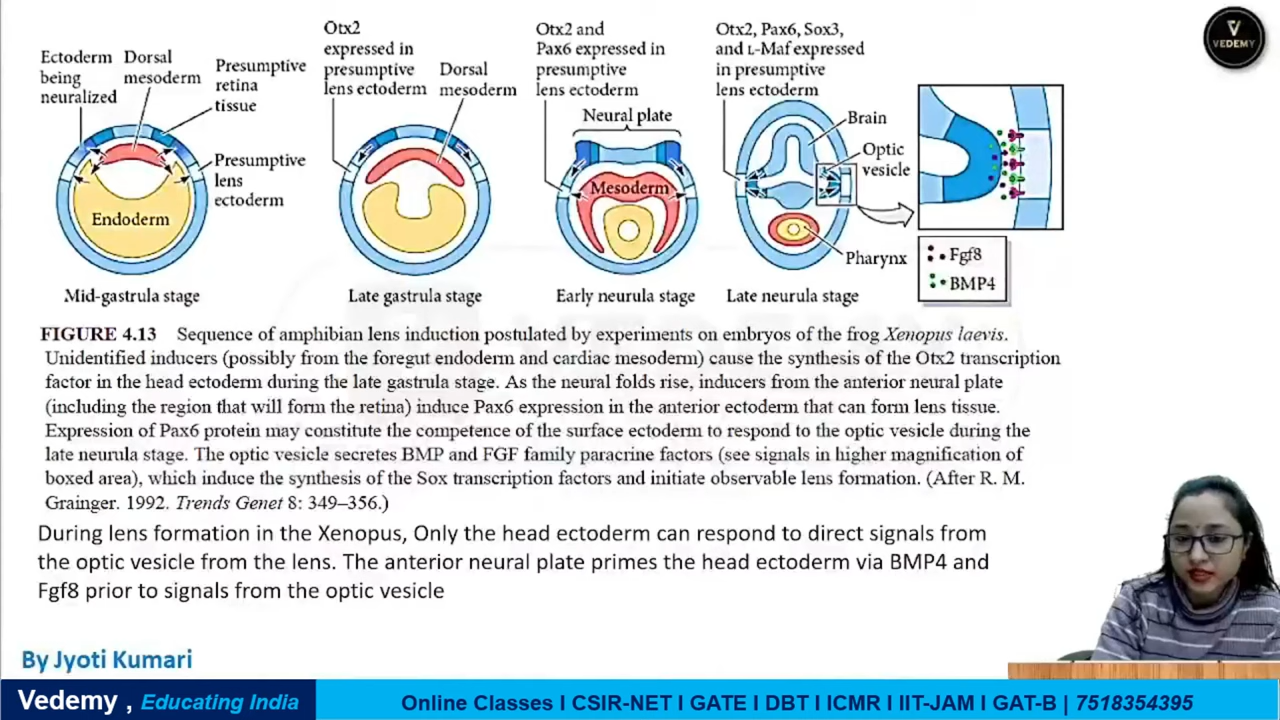 VEDEMY
Ectoderm
being
neuralized
Dorsal
mesoderm
Presumptive
retina
tissue
Presumptive
lens
ectoderm
Endoderm
Mid-gastrula stage
Otx2
expressed in
presumptive
lens ectoderm
Dorsal
mesoderm
Late gastrula stage
Otx2 and
Pax6 expressed in
presumptive
lens ectoderm
Neural plate
Mesoderm
Early neurula stage
Otx2, Pax6, Sox3,
and L-Maf expressed
in presumptive
lens ectoderm
Brain
Optic
vesicle
Pharynx
Late neurula stage
Fgf8
BMP4
FIGURE 4.13 Sequence of amphibian lens induction postulated by experiments on embryos of the frog Xenopus laevis.
Unidentified inducers (possibly from the foregut endoderm and cardiac mesoderm) cause the synthesis of the Otx2 transcription
factor in the head ectoderm during the late gastrula stage. As the neural folds rise, inducers from the anterior neural plate
(including the region that will form the retina) induce Pax6 expression in the anterior ectoderm that can form lens tissue.
Expression of Pax6 protein may constitute the competence of the surface ectoderm to respond to the optic vesicle during the
late neurula stage. The optic vesicle secretes BMP and FGF family paracrine factors (see signals in higher magnification of
boxed area), which induce the synthesis of the Sox transcription factors and initiate observable lens formation. (After R. M.
Grainger. 1992. Trends Genet 8: 349–356.)
During lens formation in the Xenopus, Only the head ectoderm can respond to direct signals from
the optic vesicle from the lens. The anterior neural plate primes the head ectoderm via BMP4 and
Fgf8 prior to signals from the optic vesicle
By Jyoti Kumari
Vedemy , Educating India
Online Classes I CSIR-NET I GATE I DBT I ICMR I IIT-JAM I GAT-B | 7518354395